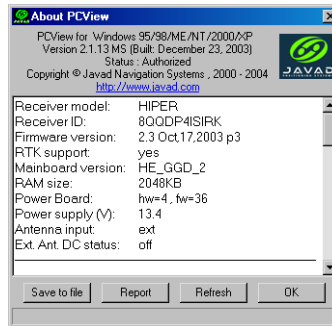 About PCView
PCView for Windows 95/98/ME/NT/2000/XP
Version 2.1.13 MS (Built: December 23, 2003)
Status : Authorized
Copyright © Javad Navigation Systems , 2000 - 2004
http://www.javad.com
JAVAD
Receiver model: HIPER
Receiver ID: 8QQDP4ISIRK
Firmware version: 2.3 Oct,17,2003 p3
RTK support: yes
Mainboard version: HE_GGD_2
RAM size: 2048KB
Power Board: hw=4, fw=36
Power supply (V): 13.4
Antenna input: ext
Ext. Ant. DC status: off
Save to file Report Refresh OK